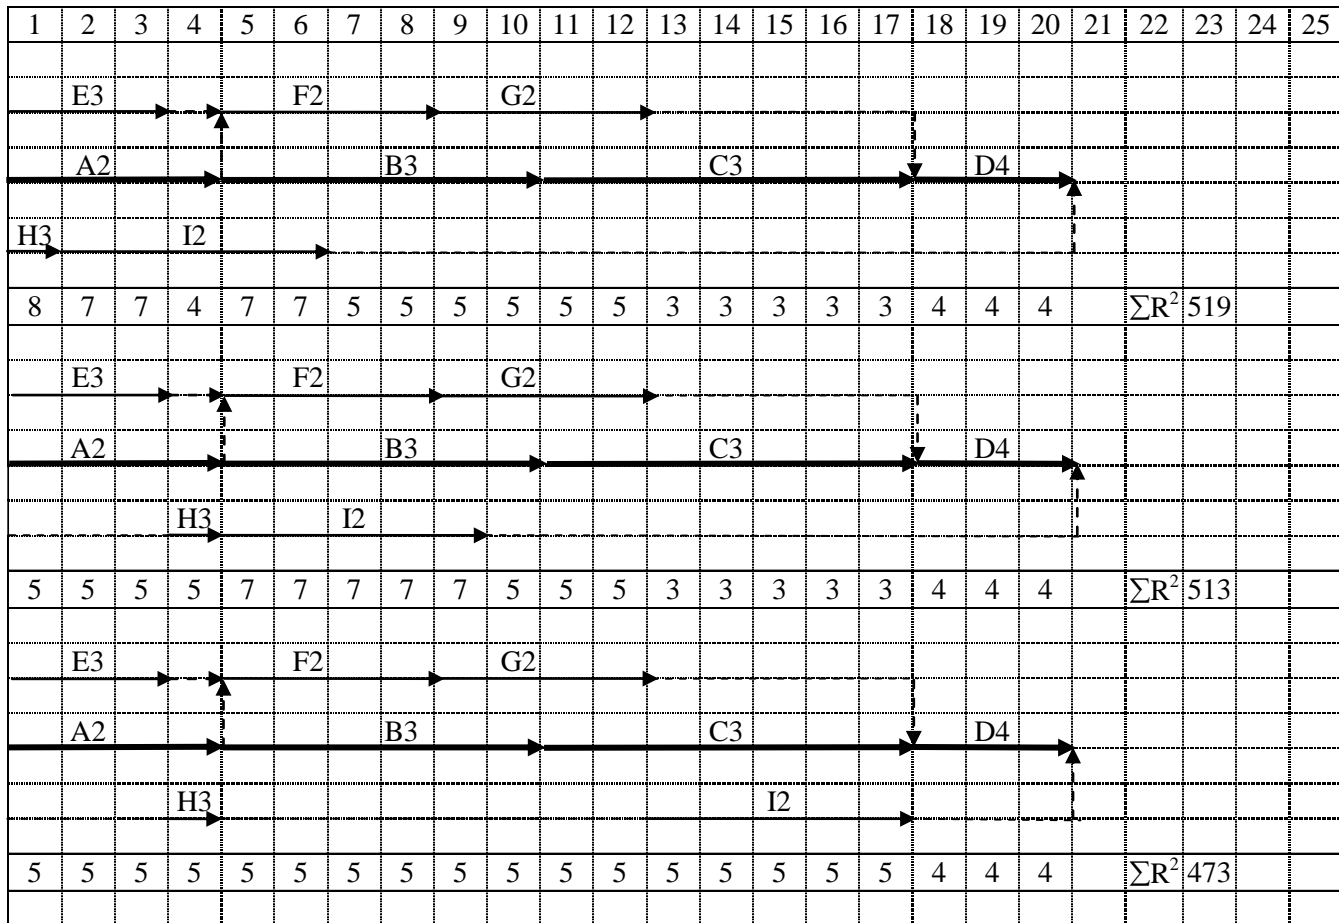 1 2 3 4 5 6 7 8 9 10 11 12 13 14 15 16 17 18 19 20 21 22 23 24 25
E3 F2 G2
A2 B3 C3 D4
H3 I2
8 7 7 4 7 7 5 5 5 5 5 5 3 3 3 3 3 4 4 4 ∑R² 519
E3 F2 G2
A2 B3 C3 D4
H3 I2
5 5 5 5 7 7 7 7 7 5 5 5 3 3 3 3 3 4 4 4 ∑R² 513
E3 F2 G2
A2 B3 C3 D4
H3 I2
5 5 5 5 5 5 5 5 5 5 5 5 5 5 5 5 5 4 4 4 ∑R² 473